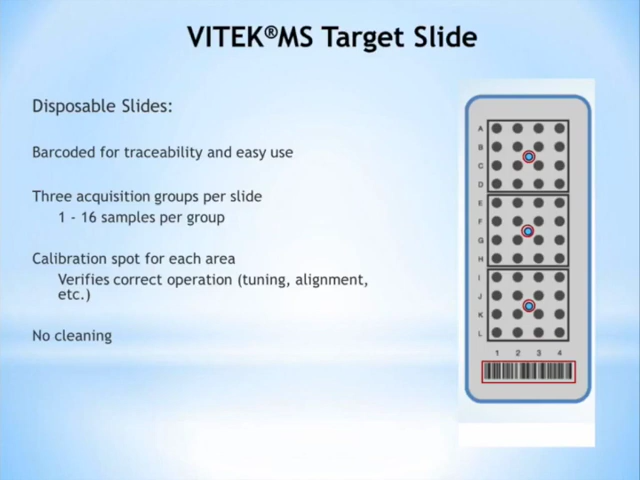 VITEK®MS Target Slide
Disposable Slides:
Barcoded for traceability and easy use
Three acquisition groups per slide
1 - 16 samples per group
Calibration spot for each area
Verifies correct operation (tuning, alignment,
etc.)
No cleaning
A
B
C
D
E
F
G
H
I
J
K
L
1 2 3 4